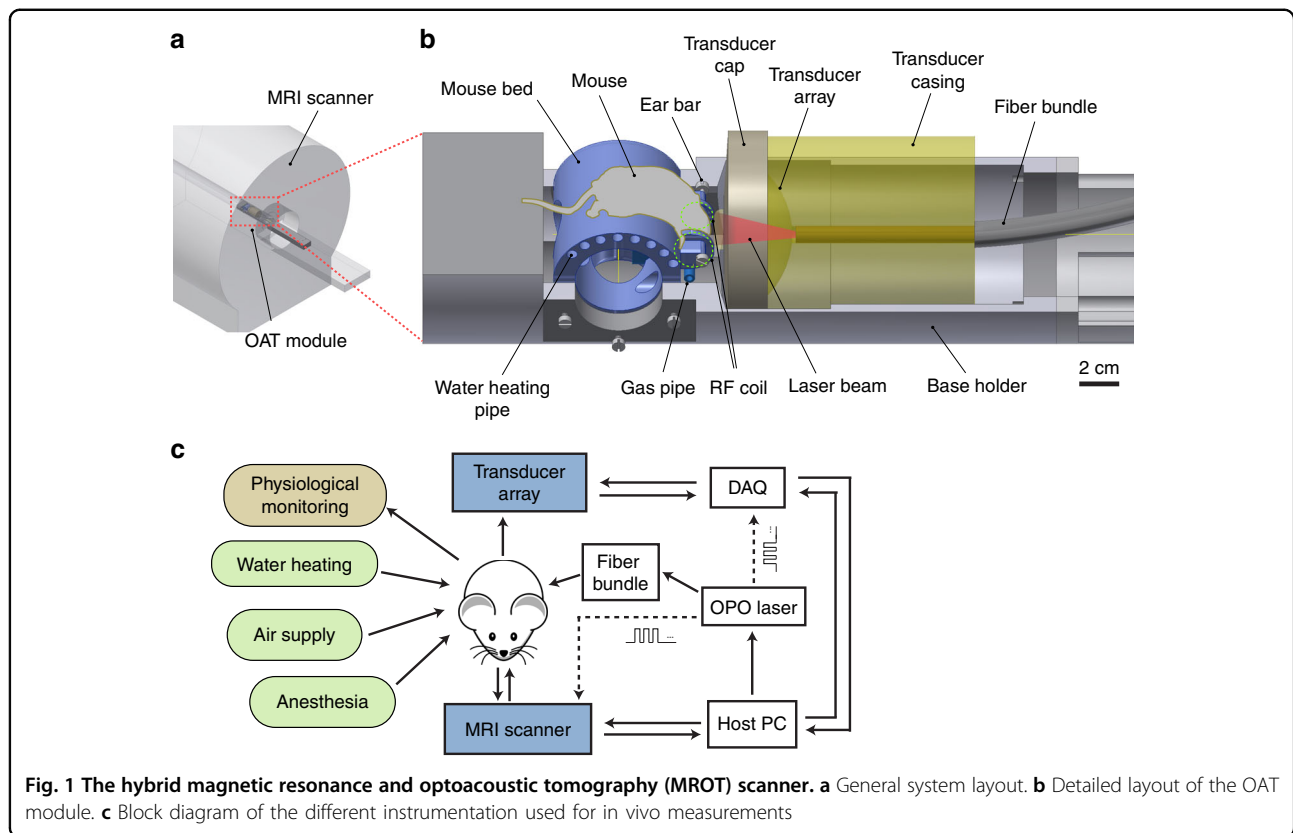 a
MRI scanner
OAT module
b
Mouse bed
Mouse
Ear bar
Transducer
cap
Transducer
array
Transducer
casing
Fiber bundle
Water heating
pipe
Gas pipe
RF coil
Laser beam
Base holder
2 cm
c
Physiological
monitoring
Water heating
Air supply
Anesthesia
Transducer
array
Fiber
bundle
MRI scanner
DAQ
...
OPO laser
...
Host PC
Fig. 1 The hybrid magnetic resonance and optoacoustic tomography (MROT) scanner. a General system layout. b Detailed layout of the OAT
module. c Block diagram of the different instrumentation used for in vivo measurements